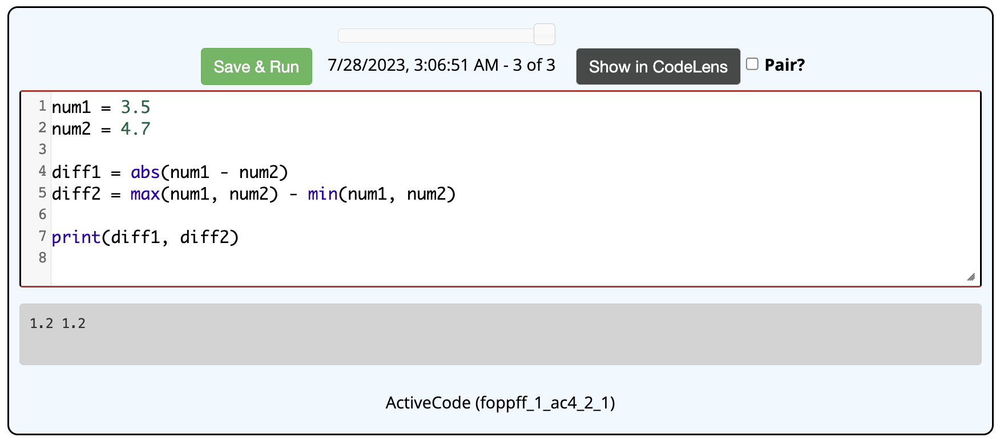 Save & Run 7/28/2023, 3:06:51 AM - 3 of 3 Show in CodeLens Pair?
1 num1 = 3.5
2 num2 = 4.7
3
4 diff1 = abs(num1 - num2)
5 diff2 = max(num1, num2) - min(num1, num2)
6
7 print(diff1, diff2)
8
1.2 1.2
ActiveCode (foppff_1_ac4_2_1)